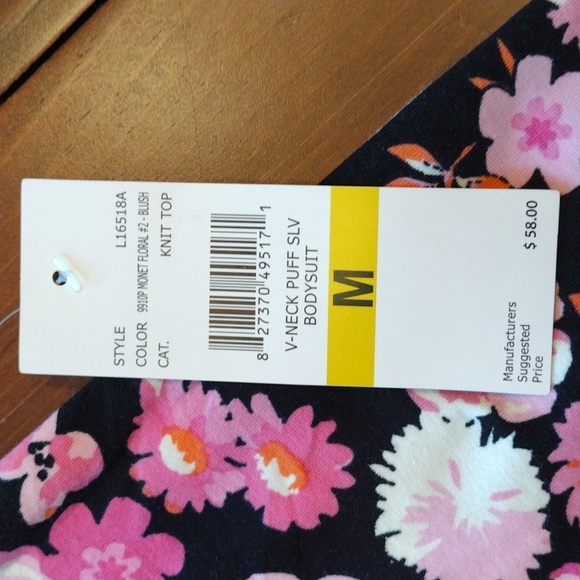 STYLE L16518A
COLOR 9910P MONET FLORAL #2 - BLUSH
CAT. KNIT TOP
8 27370 49517 1
V-NECK PUFF SLV
BODYSUIT
M
Manufacturers
Suggested
Price $ 58.00